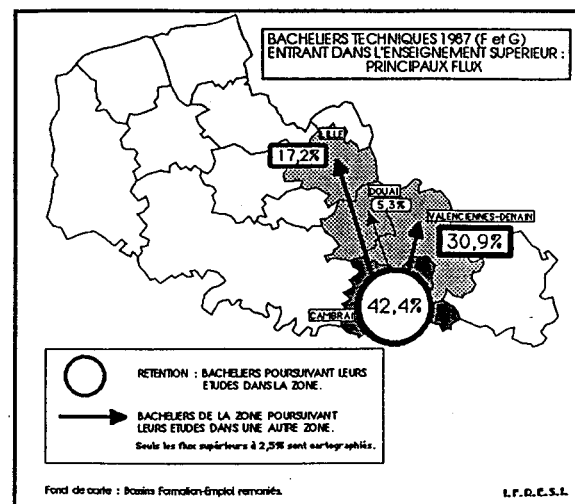 BACHELIERS TECHNIQUES 1987 (F et G)
ENTRANT DANS L'ENSEIGNEMENT SUPERIEUR :
PRINCIPAUX FLUX
LILLE
17,2%
DOUAI
5,3%
VALENCIENNES-DENAIN
30,9%
42,4%
CAMBRAI
RETENTION : BACHELIERS POURSUIVANT LEURS
ETUDES DANS LA ZONE.
BACHELIERS DE LA ZONE POURSUIVANT
LEURS ETUDES DANS UNE AUTRE ZONE.
Seuls les flux supérieurs à 2,5% sont cartographiés.
Fond de carte : Bassins Formation-Emploi remaniés.
I.F.R.E.S.I.